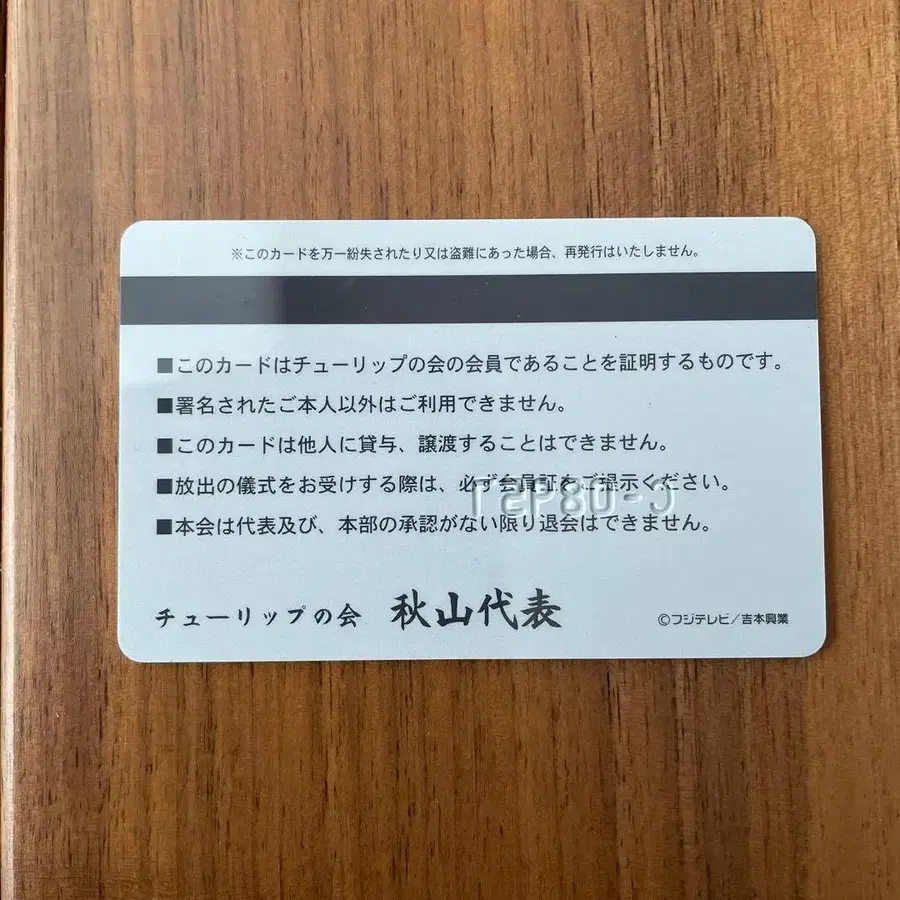 ※このカードを万一紛失されたり又は盗難にあった場合、再発行はいたしません。
■このカードはチューリップの会の会員であることを証明するものです。
■署名されたご本人以外はご利用できません。
■このカードは他人に貸与、譲渡することはできません。
■放出の儀式をお受けする際は、必ず会員証をご提示ください。
■本会は代表及び、本部の承認がない限り退会はできません。
チューリップの会 秋山代表
©フジテレビ/吉本興業